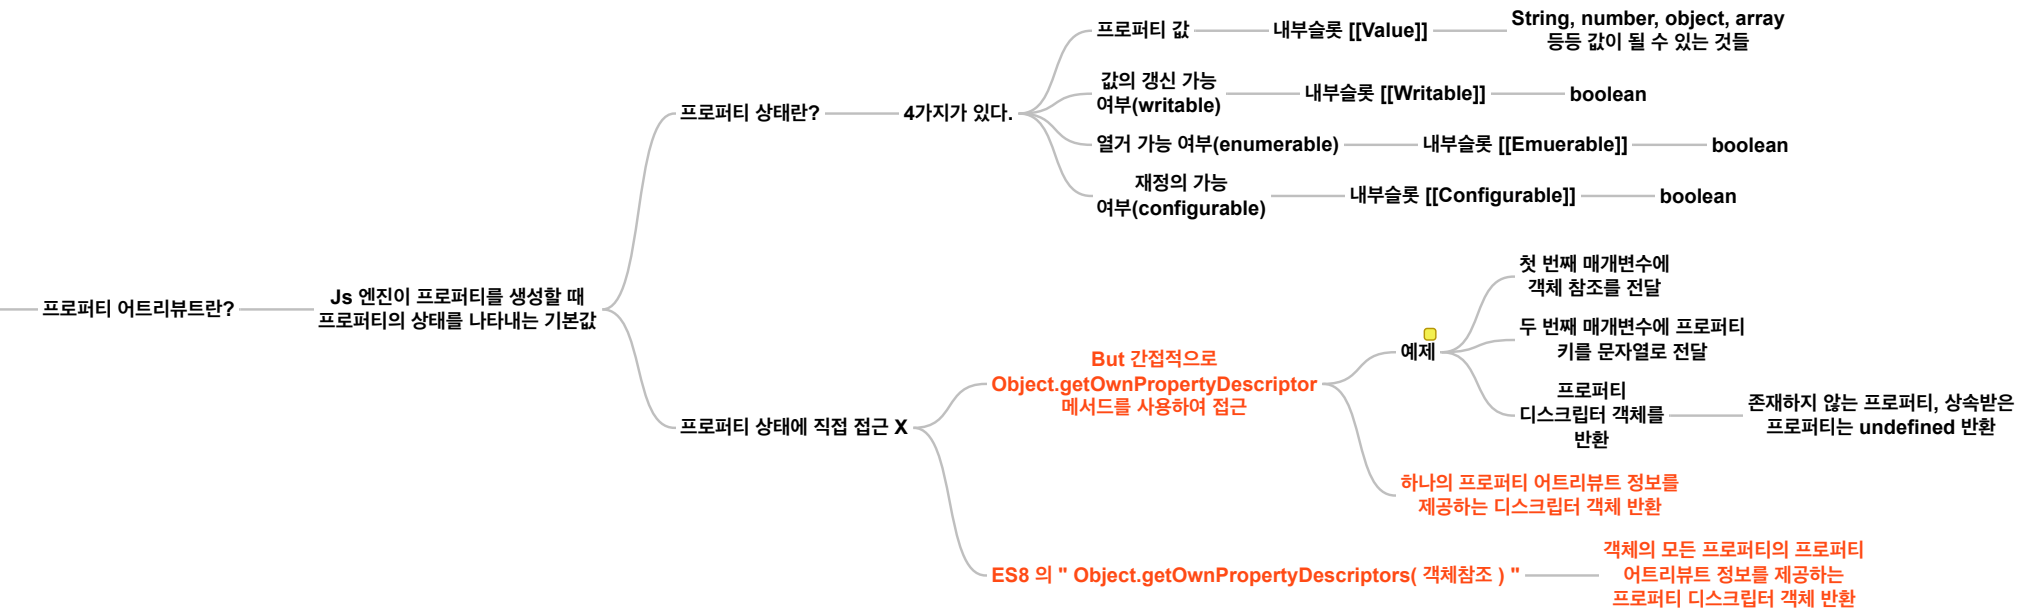 프로퍼티 어트리뷰트란?
Js 엔진이 프로퍼티를 생성할 때
프로퍼티의 상태를 나타내는 기본값
프로퍼티 상태란?
4가지가 있다.
프로퍼티 값
내부슬롯 [[Value]]
String, number, object, array
등등 값이 될 수 있는 것들
값의 갱신 가능
여부(writable)
내부슬롯 [[Writable]]
boolean
열거 가능 여부(enumerable)
내부슬롯 [[Emuerable]]
boolean
재정의 가능
여부(configurable)
내부슬롯 [[Configurable]]
boolean
프로퍼티 상태에 직접 접근 X
But 간접적으로
Object.getOwnPropertyDescriptor
메서드를 사용하여 접근
예제
첫 번째 매개변수에
객체 참조를 전달
두 번째 매개변수에 프로퍼티
키를 문자열로 전달
프로퍼티
디스크립터 객체를
반환
존재하지 않는 프로퍼티, 상속받은
프로퍼티는 undefined 반환
하나의 프로퍼티 어트리뷰트 정보를
제공하는 디스크립터 객체 반환
ES8 의 " Object.getOwnPropertyDescriptors( 객체참조 ) "
객체의 모든 프로퍼티의 프로퍼티
어트리뷰트 정보를 제공하는
프로퍼티 디스크립터 객체 반환